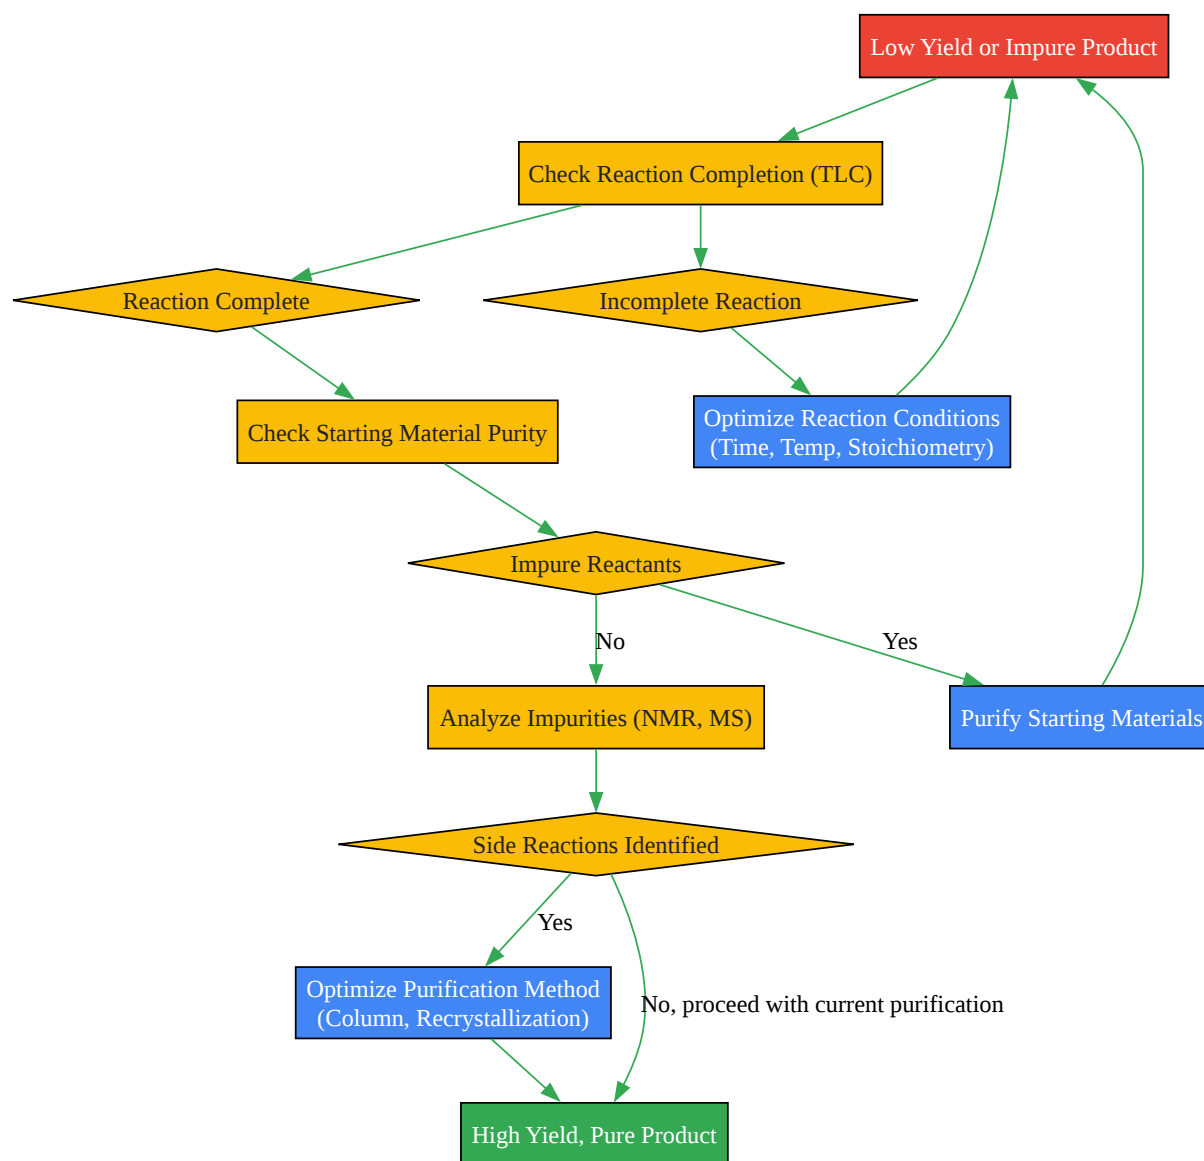 Low Yield or Impure Product
Check Reaction Completion (TLC)
Reaction Complete
Incomplete Reaction
Optimize Reaction Conditions
(Time, Temp, Stoichiometry)
Check Starting Material Purity
Impure Reactants
No
Yes
Analyze Impurities (NMR, MS)
Purify Starting Materials
Side Reactions Identified
Yes
Optimize Purification Method
(Column, Recrystallization)
No, proceed with current purification
High Yield, Pure Product